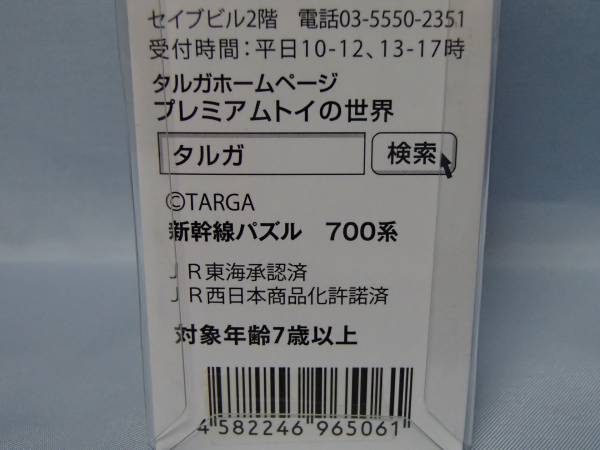 セイブビル2階 電話03-5550-2351
受付時間：平日10-12、13-17時
タルガホームページ
プレミアムトイの世界
タルガ 検索
©TARGA
新幹線パズル 700系
JR東海承認済
JR西日本商品化許諾済
対象年齢7歳以上
4 582246 965061